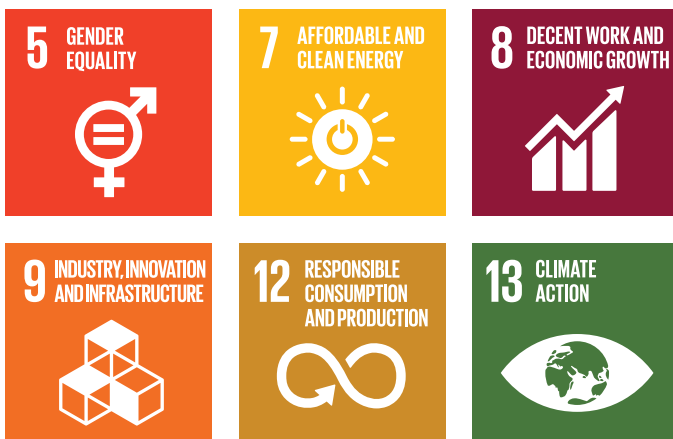 5 GENDER
EQUALITY
7 AFFORDABLE AND
CLEAN ENERGY
8 DECENT WORK AND
ECONOMIC GROWTH
9 INDUSTRY, INNOVATION
AND INFRASTRUCTURE
12 RESPONSIBLE
CONSUMPTION
AND PRODUCTION
13 CLIMATE
ACTION